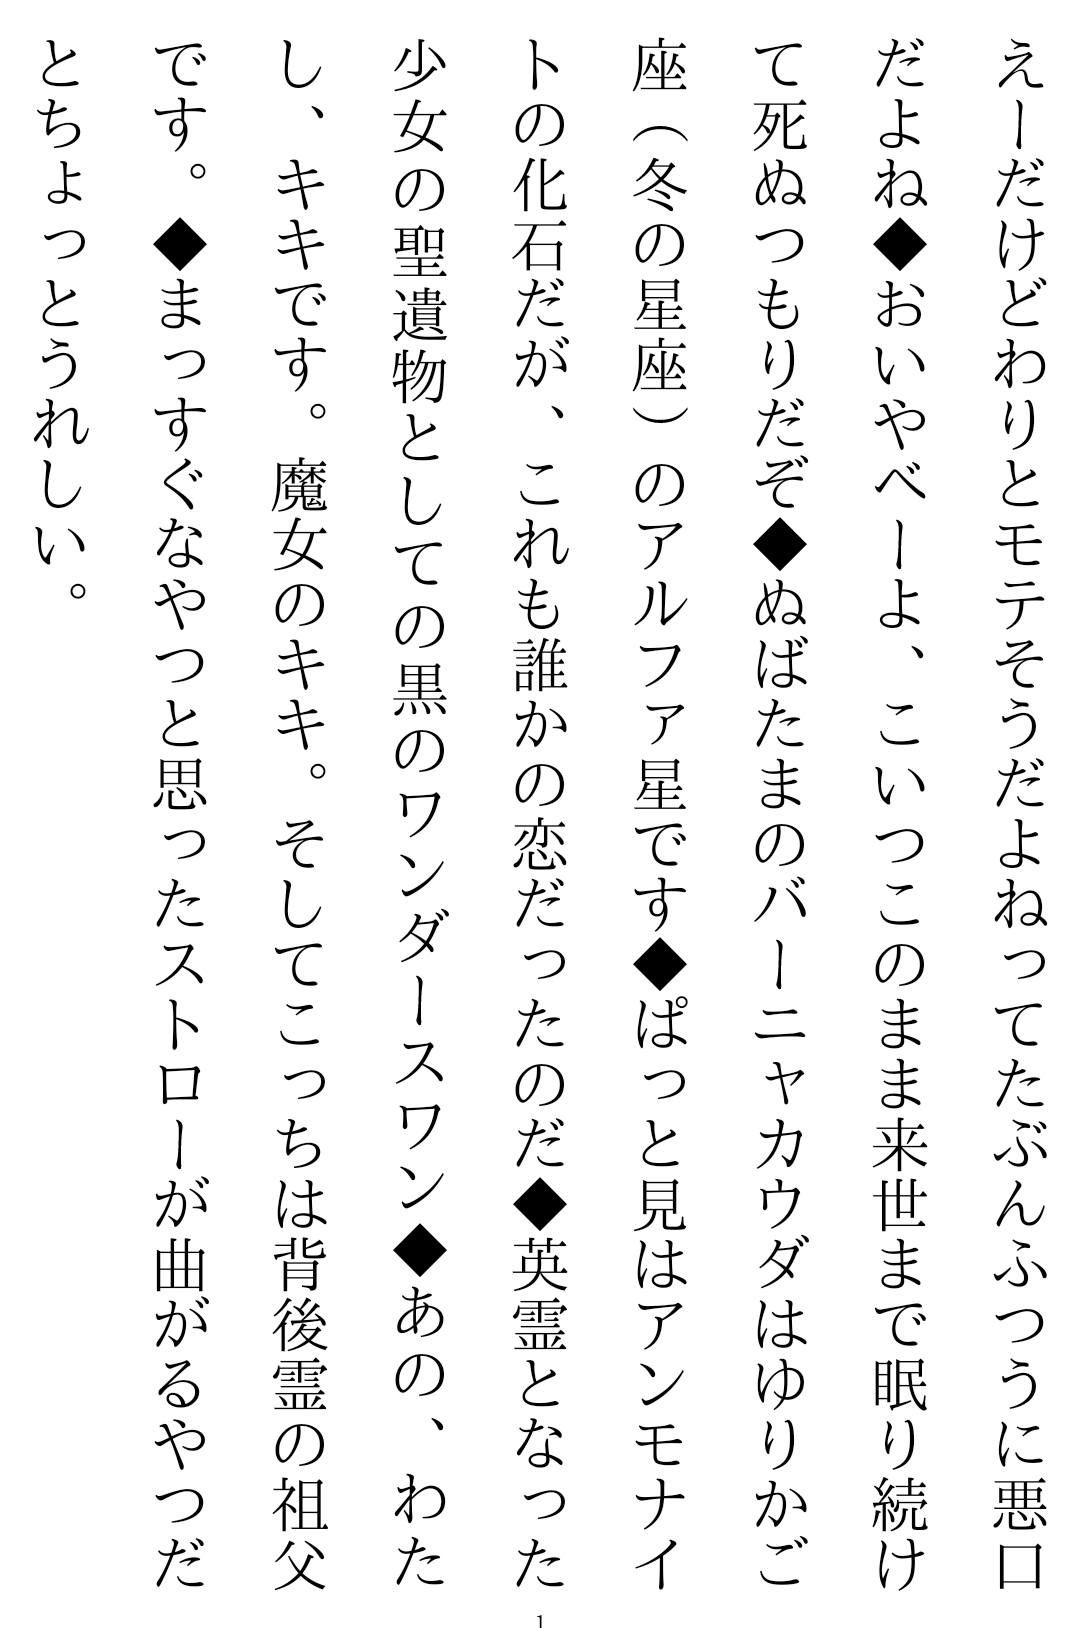 えーだけどわりとモテそうだよねってたぶんふつうに悪口
だよね◆おいやべーよ、こいつこのまま来世まで眠り続け
て死ぬつもりだぞ◆ぬばたまのバーニャカウダはゆりかご
座（冬の星座）のアルファ星です◆ぱっと見はアンモナイ
トの化石だが、これも誰かの恋だったのだ◆英霊となった
少女の聖遺物としての黒のワンダースワン◆あの、わた
し、キキです。魔女のキキ。そしてこっちは背後霊の祖父
です。◆まっすぐなやつと思ったストローが曲がるやつだ
とちょっとうれしい。
1